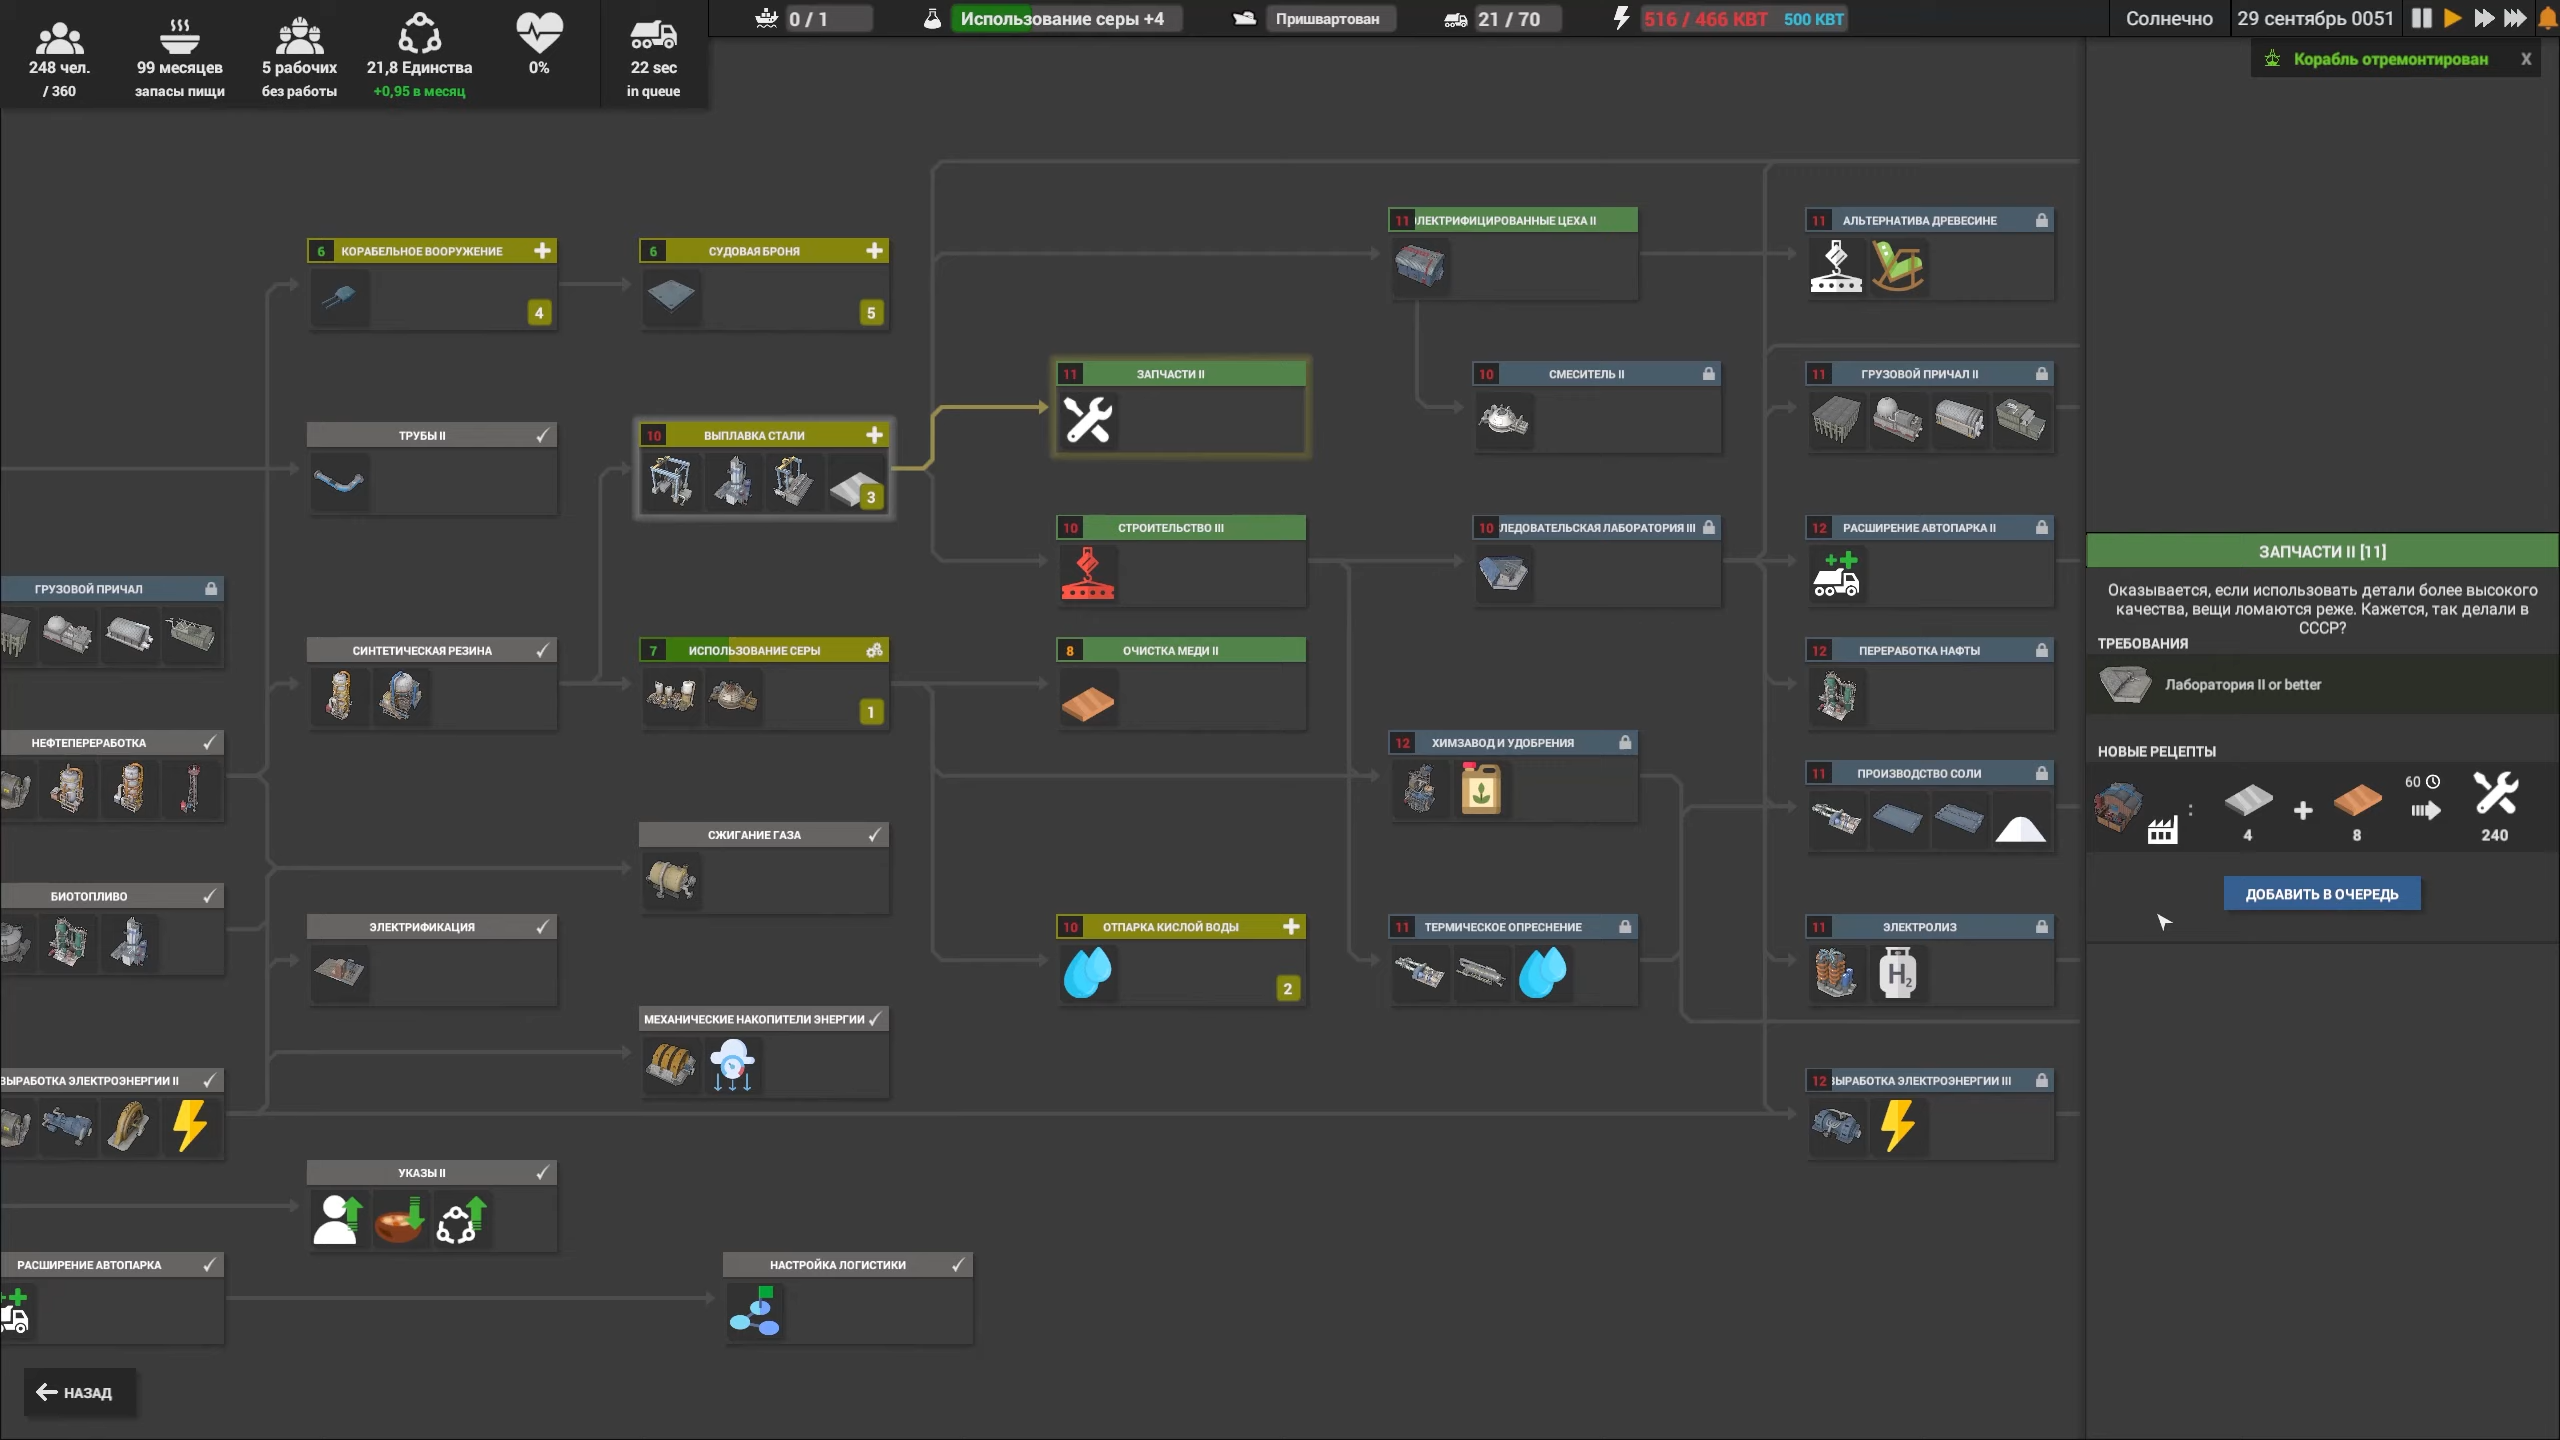 248 чел.
/ 360
99 месяцев
запасы пищи
5 рабочих
без работы
21,8 Единства
+0,95 в месяц
0%
22 sec
in queue
0 / 1
Использование серы +4
Пришвартован
21 / 70
516 / 466 КВТ
500 КВТ
Солнечно
29 сентябрь 0051
Корабль отремонтирован
X
11 ЛЕКТРИФИЦИРОВАННЫЕ ЦЕХА II
11 АЛЬТЕРНАТИВА ДРЕВЕСИНЕ
6 КОРАБЕЛЬНОЕ ВООРУЖЕНИЕ
4
6 СУДОВАЯ БРОНЯ
5
11 ЗАПЧАСТИ II
10 СМЕСИТЕЛЬ II
11 ГРУЗОВОЙ ПРИЧАЛ II
ТРУБЫ II
10 ВЫПЛАВКА СТАЛИ
3
10 СТРОИТЕЛЬСТВО III
10 ЛЕДОВАТЕЛЬСКАЯ ЛАБОРАТОРИЯ III
12 РАСШИРЕНИЕ АВТОПАРКА II
ГРУЗОВОЙ ПРИЧАЛ
СИНТЕТИЧЕСКАЯ РЕЗИНА
7 ИСПОЛЬЗОВАНИЕ СЕРЫ
1
8 ОЧИСТКА МЕДИ II
12 ПЕРЕРАБОТКА НАФТЫ
НЕФТЕПЕРЕРАБОТКА
12 ХИМЗАВОД И УДОБРЕНИЯ
11 ПРОИЗВОДСТВО СОЛИ
СЖИГАНИЕ ГАЗА
БИОТОПЛИВО
ЭЛЕКТРИФИКАЦИЯ
10 ОТПАРКА КИСЛОЙ ВОДЫ
2
11 ТЕРМИЧЕСКОЕ ОПРЕСНЕНИЕ
11 ЭЛЕКТРОЛИЗ
H2
МЕХАНИЧЕСКИЕ НАКОПИТЕЛИ ЭНЕРГИИ
ВЫРАБОТКА ЭЛЕКТРОЭНЕРГИИ II
12 ВЫРАБОТКА ЭЛЕКТРОЭНЕРГИИ III
УКАЗЫ II
РАСШИРЕНИЕ АВТОПАРКА
НАСТРОЙКА ЛОГИСТИКИ
НАЗАД
ЗАПЧАСТИ II [11]
Оказывается, если использовать детали более высокого
качества, вещи ломаются реже. Кажется, так делали в
СССР?
ТРЕБОВАНИЯ
Лаборатория II or better
НОВЫЕ РЕЦЕПТЫ
: 4 + 8 60 240
ДОБАВИТЬ В ОЧЕРЕДЬ